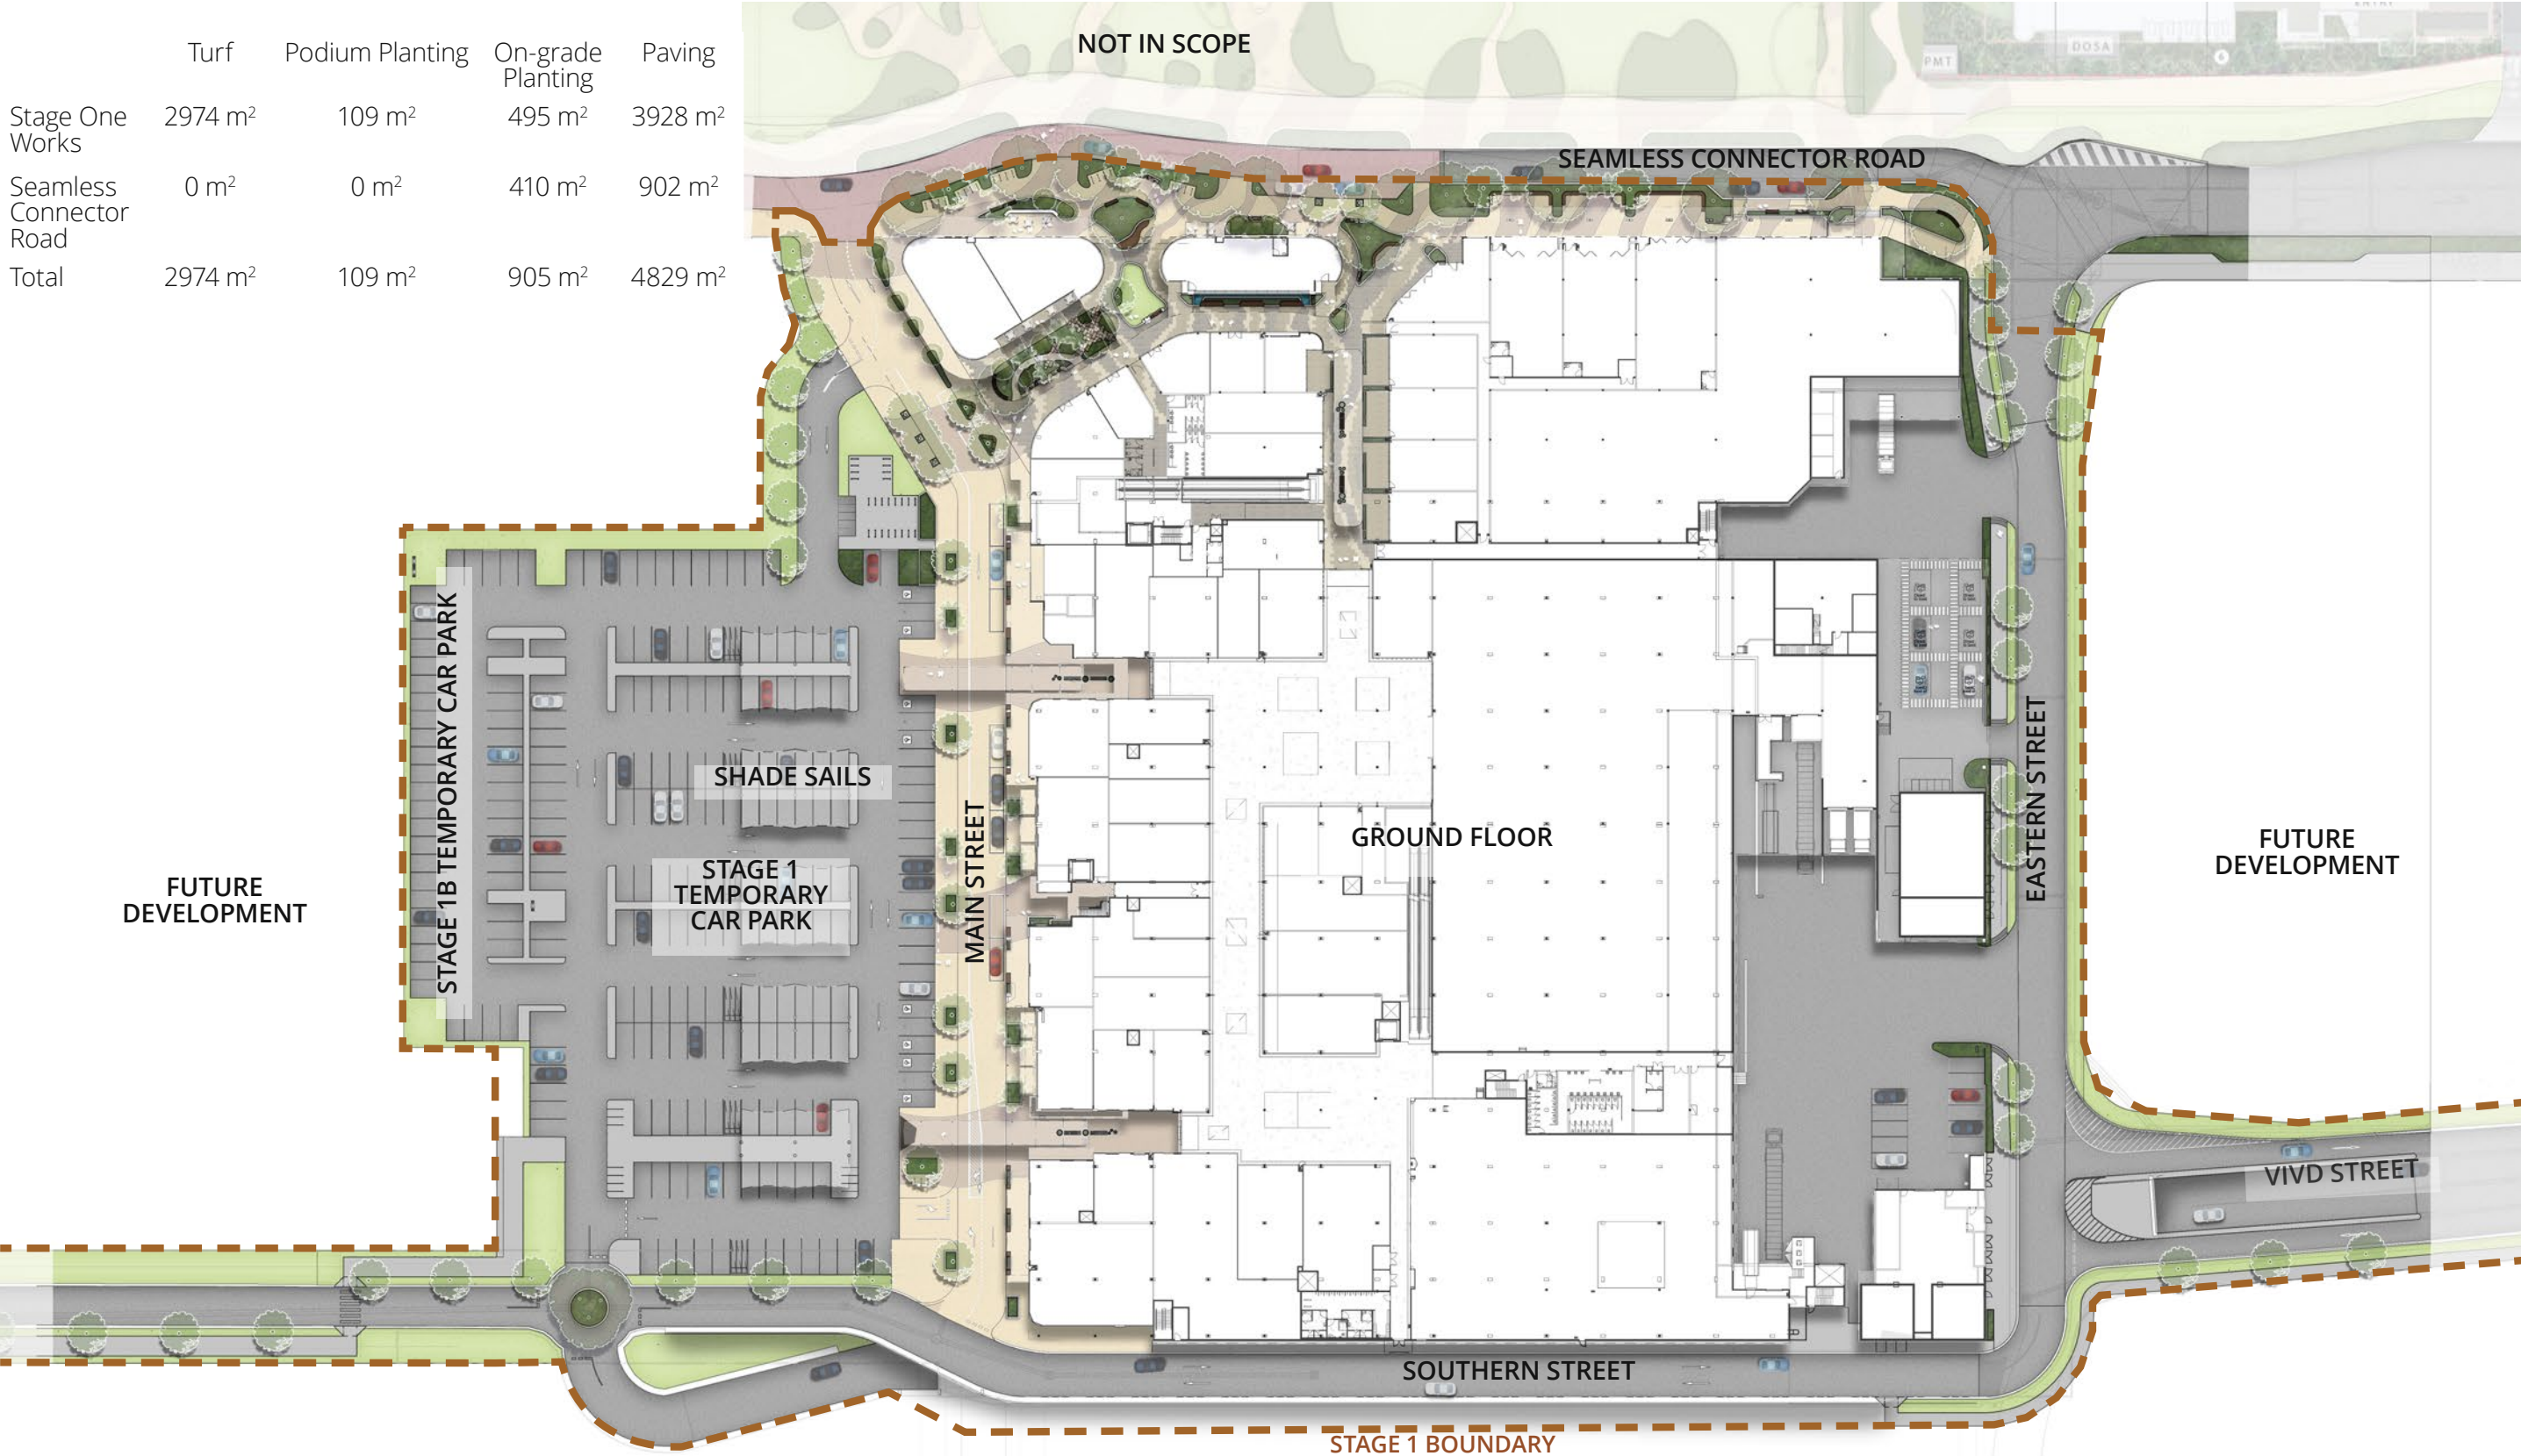 Turf Podium Planting On-grade Planting Paving
Stage One Works 2974 m² 109 m² 495 m² 3928 m²
Seamless Connector Road 0 m² 0 m² 410 m² 902 m²
Total 2974 m² 109 m² 905 m² 4829 m²
NOT IN SCOPE
DOSA
PMT
SEAMLESS CONNECTOR ROAD
STAGE 1B TEMPORARY CAR PARK
SHADE SAILS
STAGE 1
TEMPORARY
CAR PARK
MAIN STREET
GROUND FLOOR
EASTERN STREET
FUTURE
DEVELOPMENT
FUTURE
DEVELOPMENT
VIVD STREET
SOUTHERN STREET
STAGE 1 BOUNDARY